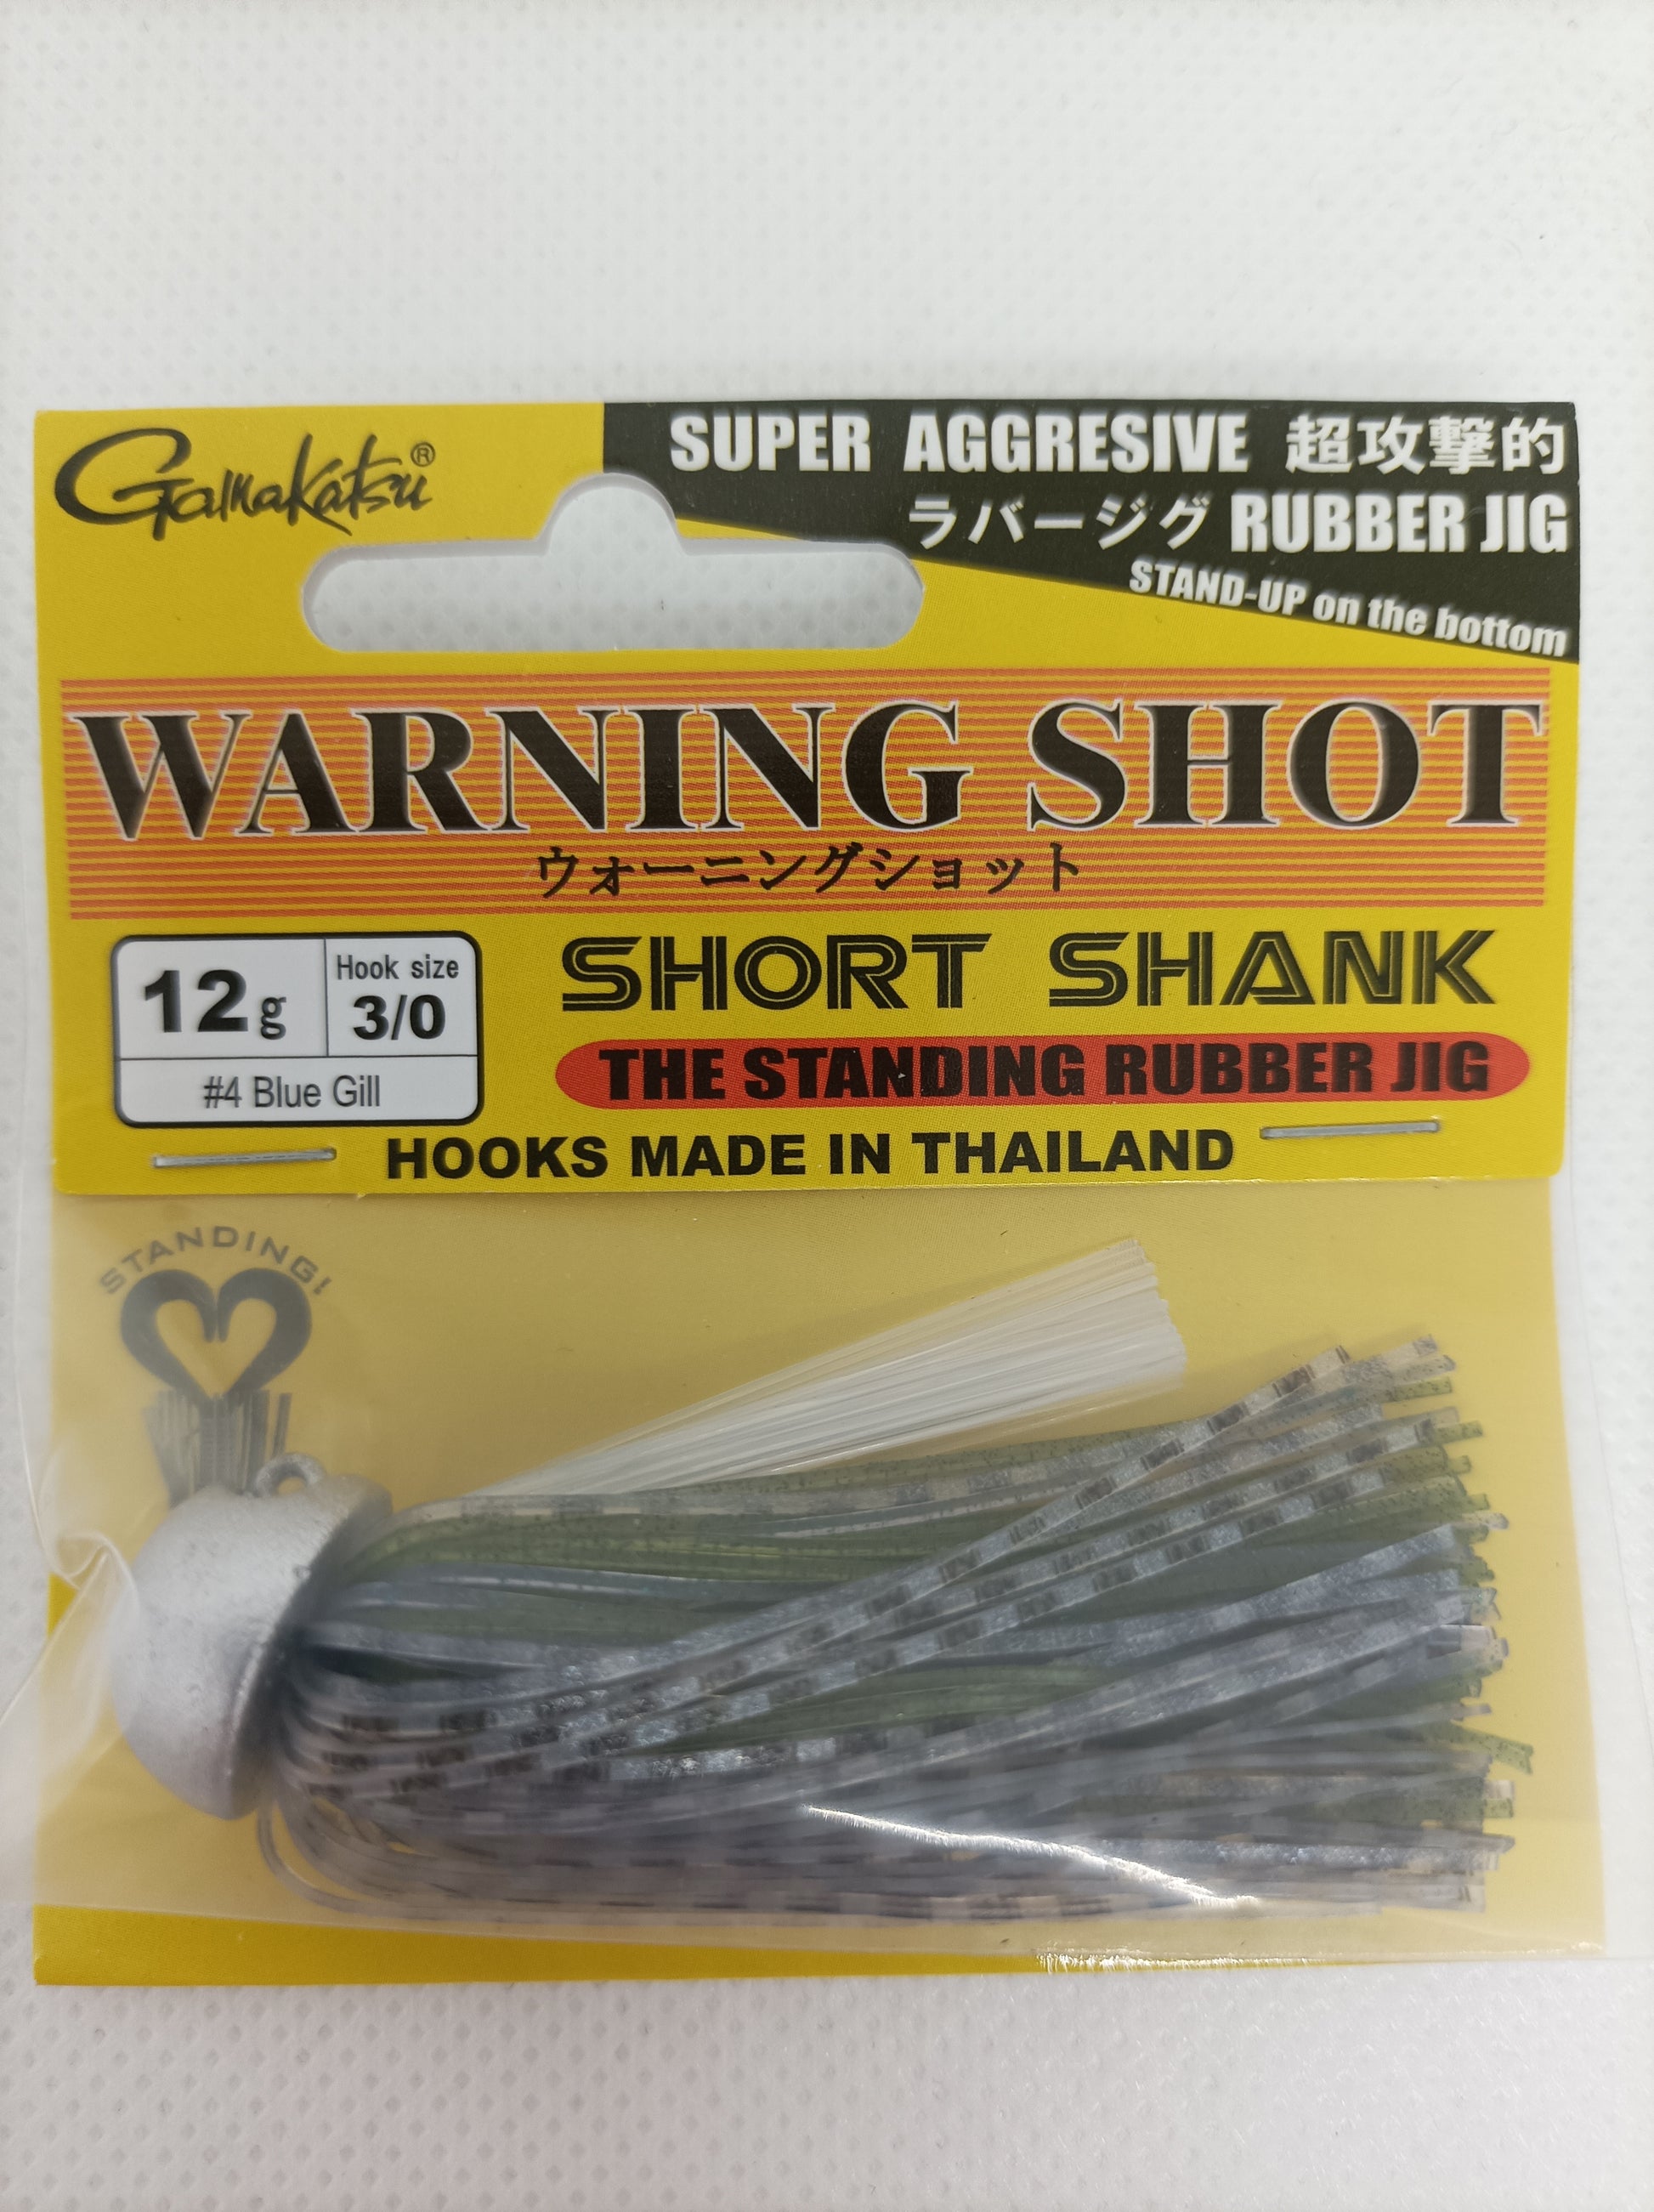 Gamakatsu®
SUPER AGGRESIVE 超攻撃的
ラバージグ RUBBER JIG
STAND-UP on the bottom
WARNING SHOT
ウォーニングショット
12g
Hook size
3/0
#4 Blue Gill
SHORT SHANK
THE STANDING RUBBER JIG
HOOKS MADE IN THAILAND
STANDING!